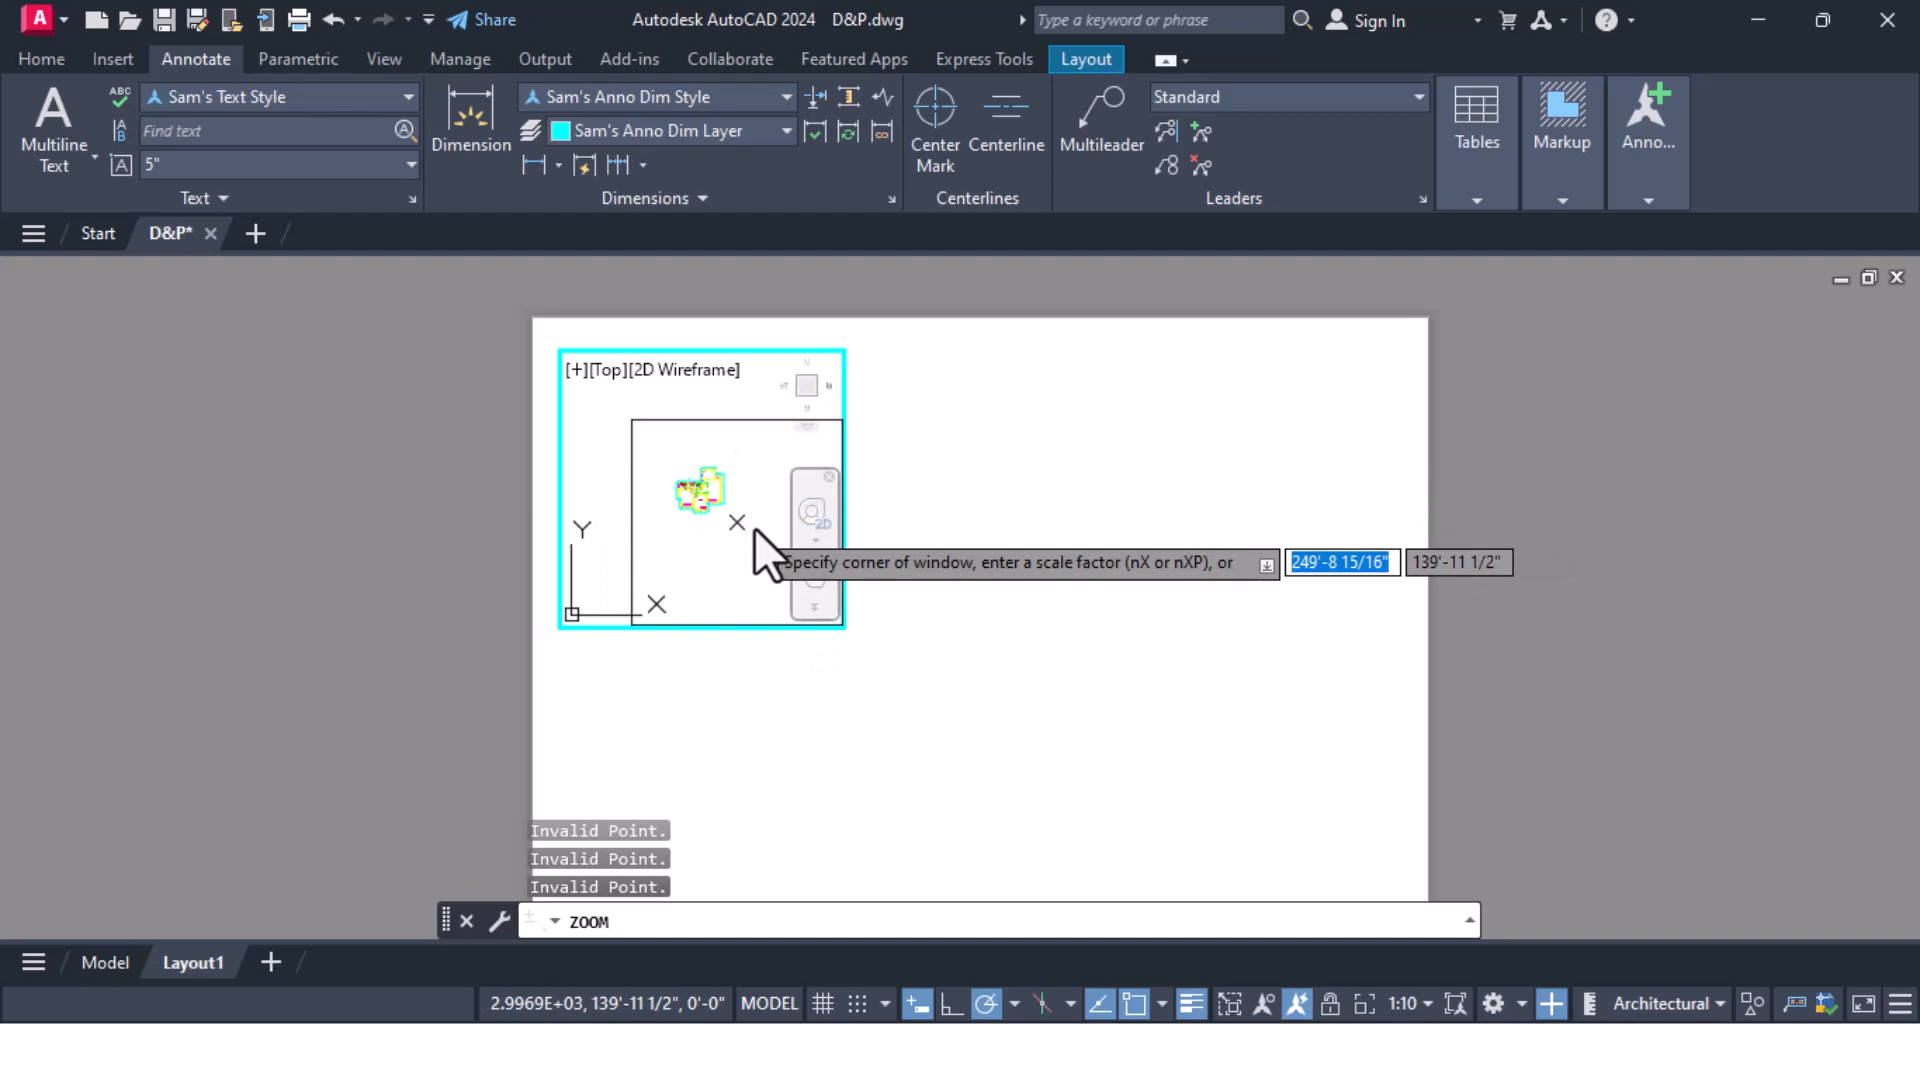 A Share Autodesk AutoCAD 2024 D&P.dwg Type a keyword or phrase Sign In
Home Insert Annotate Parametric View Manage Output Add-ins Collaborate Featured Apps Express Tools Layout
Multiline Text
ABC Sam's Text Style
Find text
5"
Dimension
Sam's Anno Dim Style
Sam's Anno Dim Layer
Center Mark
Centerline
Multileader
Standard
Tables
Markup
Anno...
Text Dimensions Centerlines Leaders
Start D&P*
[+][Top][2D Wireframe]
2D
Y
X
Specify corner of window, enter a scale factor (nX or nXP), or 249'-8 15/16" 139'-11 1/2"
Invalid Point.
Invalid Point.
Invalid Point.
ZOOM
Model Layout1
2.9969E+03, 139'-11 1/2", 0'-0" MODEL 1:10 Architectural